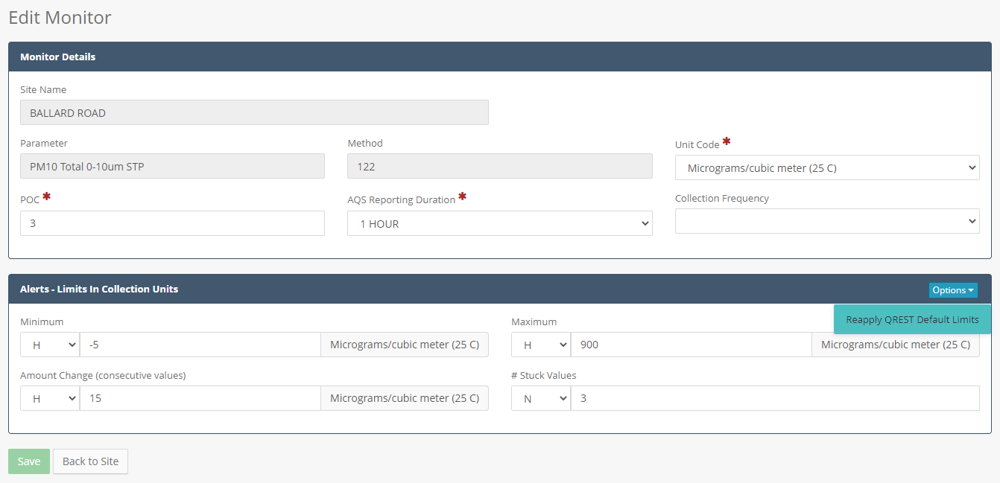 Edit Monitor
Monitor Details
Site Name
BALLARD ROAD
Parameter
Method
Unit Code *
PM10 Total 0-10um STP
122
Micrograms/cubic meter (25 C)
POC *
AQS Reporting Duration *
Collection Frequency
3
1 HOUR
Alerts - Limits In Collection Units
Options
Reapply QREST Default Limits
Minimum
Maximum
H
-5
Micrograms/cubic meter (25 C)
H
900
Micrograms/cubic meter (25 C)
Amount Change (consecutive values)
# Stuck Values
H
15
Micrograms/cubic meter (25 C)
N
3
Save
Back to Site